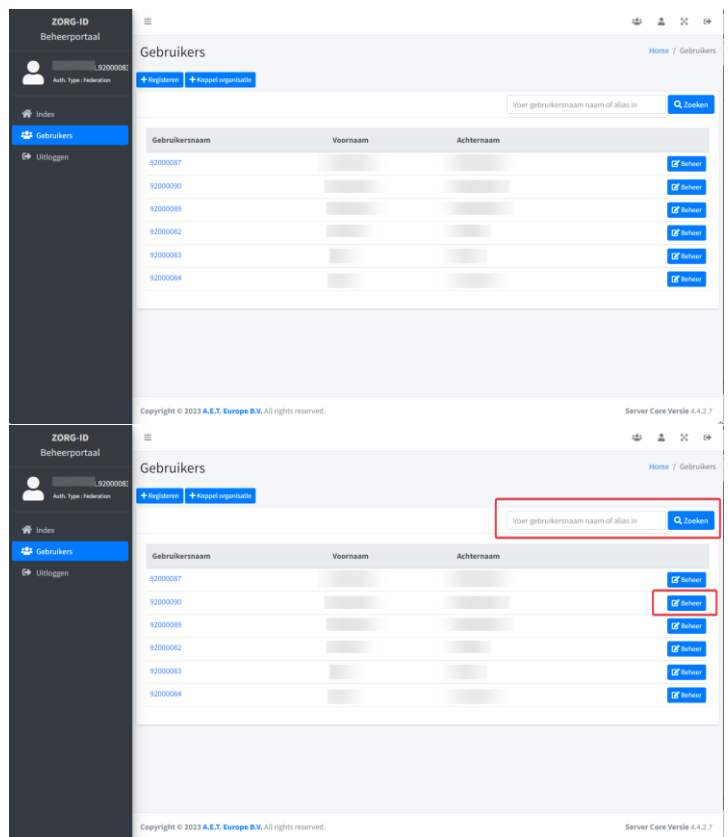 ZORG-ID
Beheerportaal
.92000083
Auth. Type : Federation
Index
Gebruikers
Uitloggen
Gebruikers
Home / Gebruikers
+ Registeren + Koppel organisatie
Voer gebruikersnaam naam of alias in Zoeken
Gebruikersnaam Voornaam Achternaam
92000087 Beheer
92000090 Beheer
92000089 Beheer
92000082 Beheer
92000083 Beheer
92000084 Beheer
Copyright © 2023 A.E.T. Europe B.V. All rights reserved. Server Core Versie 4.4.2.7
ZORG-ID
Beheerportaal
.92000083
Auth. Type : Federation
Index
Gebruikers
Uitloggen
Gebruikers
Home / Gebruikers
+ Registeren + Koppel organisatie
Voer gebruikersnaam naam of alias in Zoeken
Gebruikersnaam Voornaam Achternaam
92000087 Beheer
92000090 Beheer
92000089 Beheer
92000082 Beheer
92000083 Beheer
92000084 Beheer
Copyright © 2023 A.E.T. Europe B.V. All rights reserved. Server Core Versie 4.4.2.7